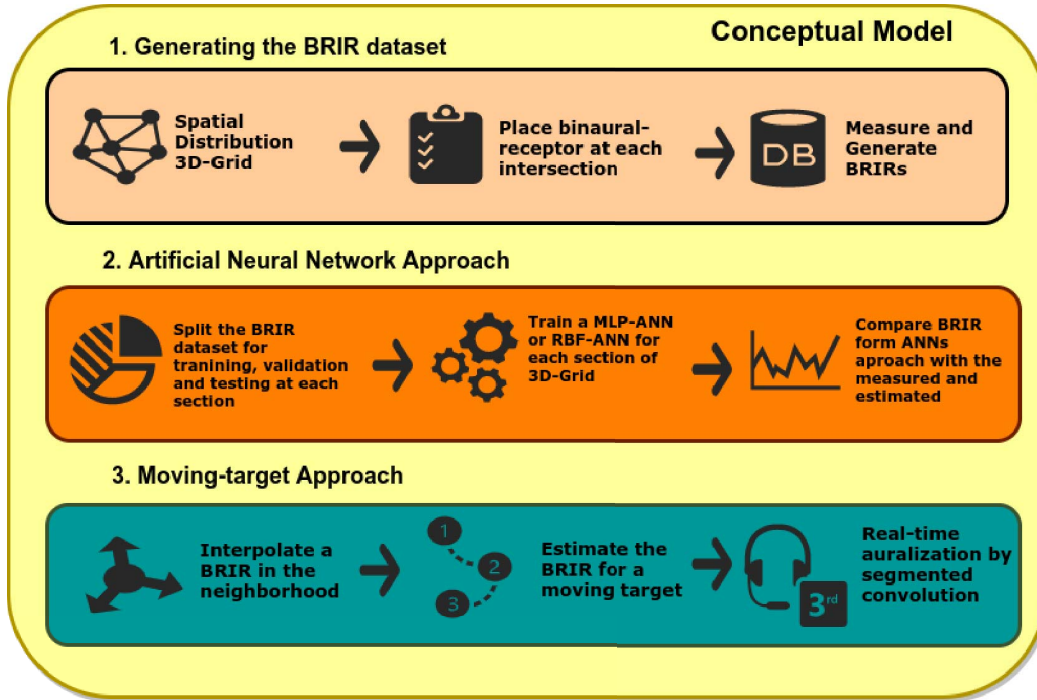 Conceptual Model
1. Generating the BRIR dataset
Spatial
Distribution
3D-Grid
Place binaural-
receptor at each
intersection
DB
Measure and
Generate
BRIRs
2. Artificial Neural Network Approach
Split the BRIR
dataset for
tranining, validation
and testing at each
section
Train a MLP-ANN
or RBF-ANN for
each section of
3D-Grid
Compare BRIR
form ANNs
aproach with the
measured and
estimated
3. Moving-target Approach
Interpolate a
BRIR in the
neighborhood
1
2
3
Estimate the
BRIR for a
moving target
3rd
Real-time
auralization by
segmented
convolution